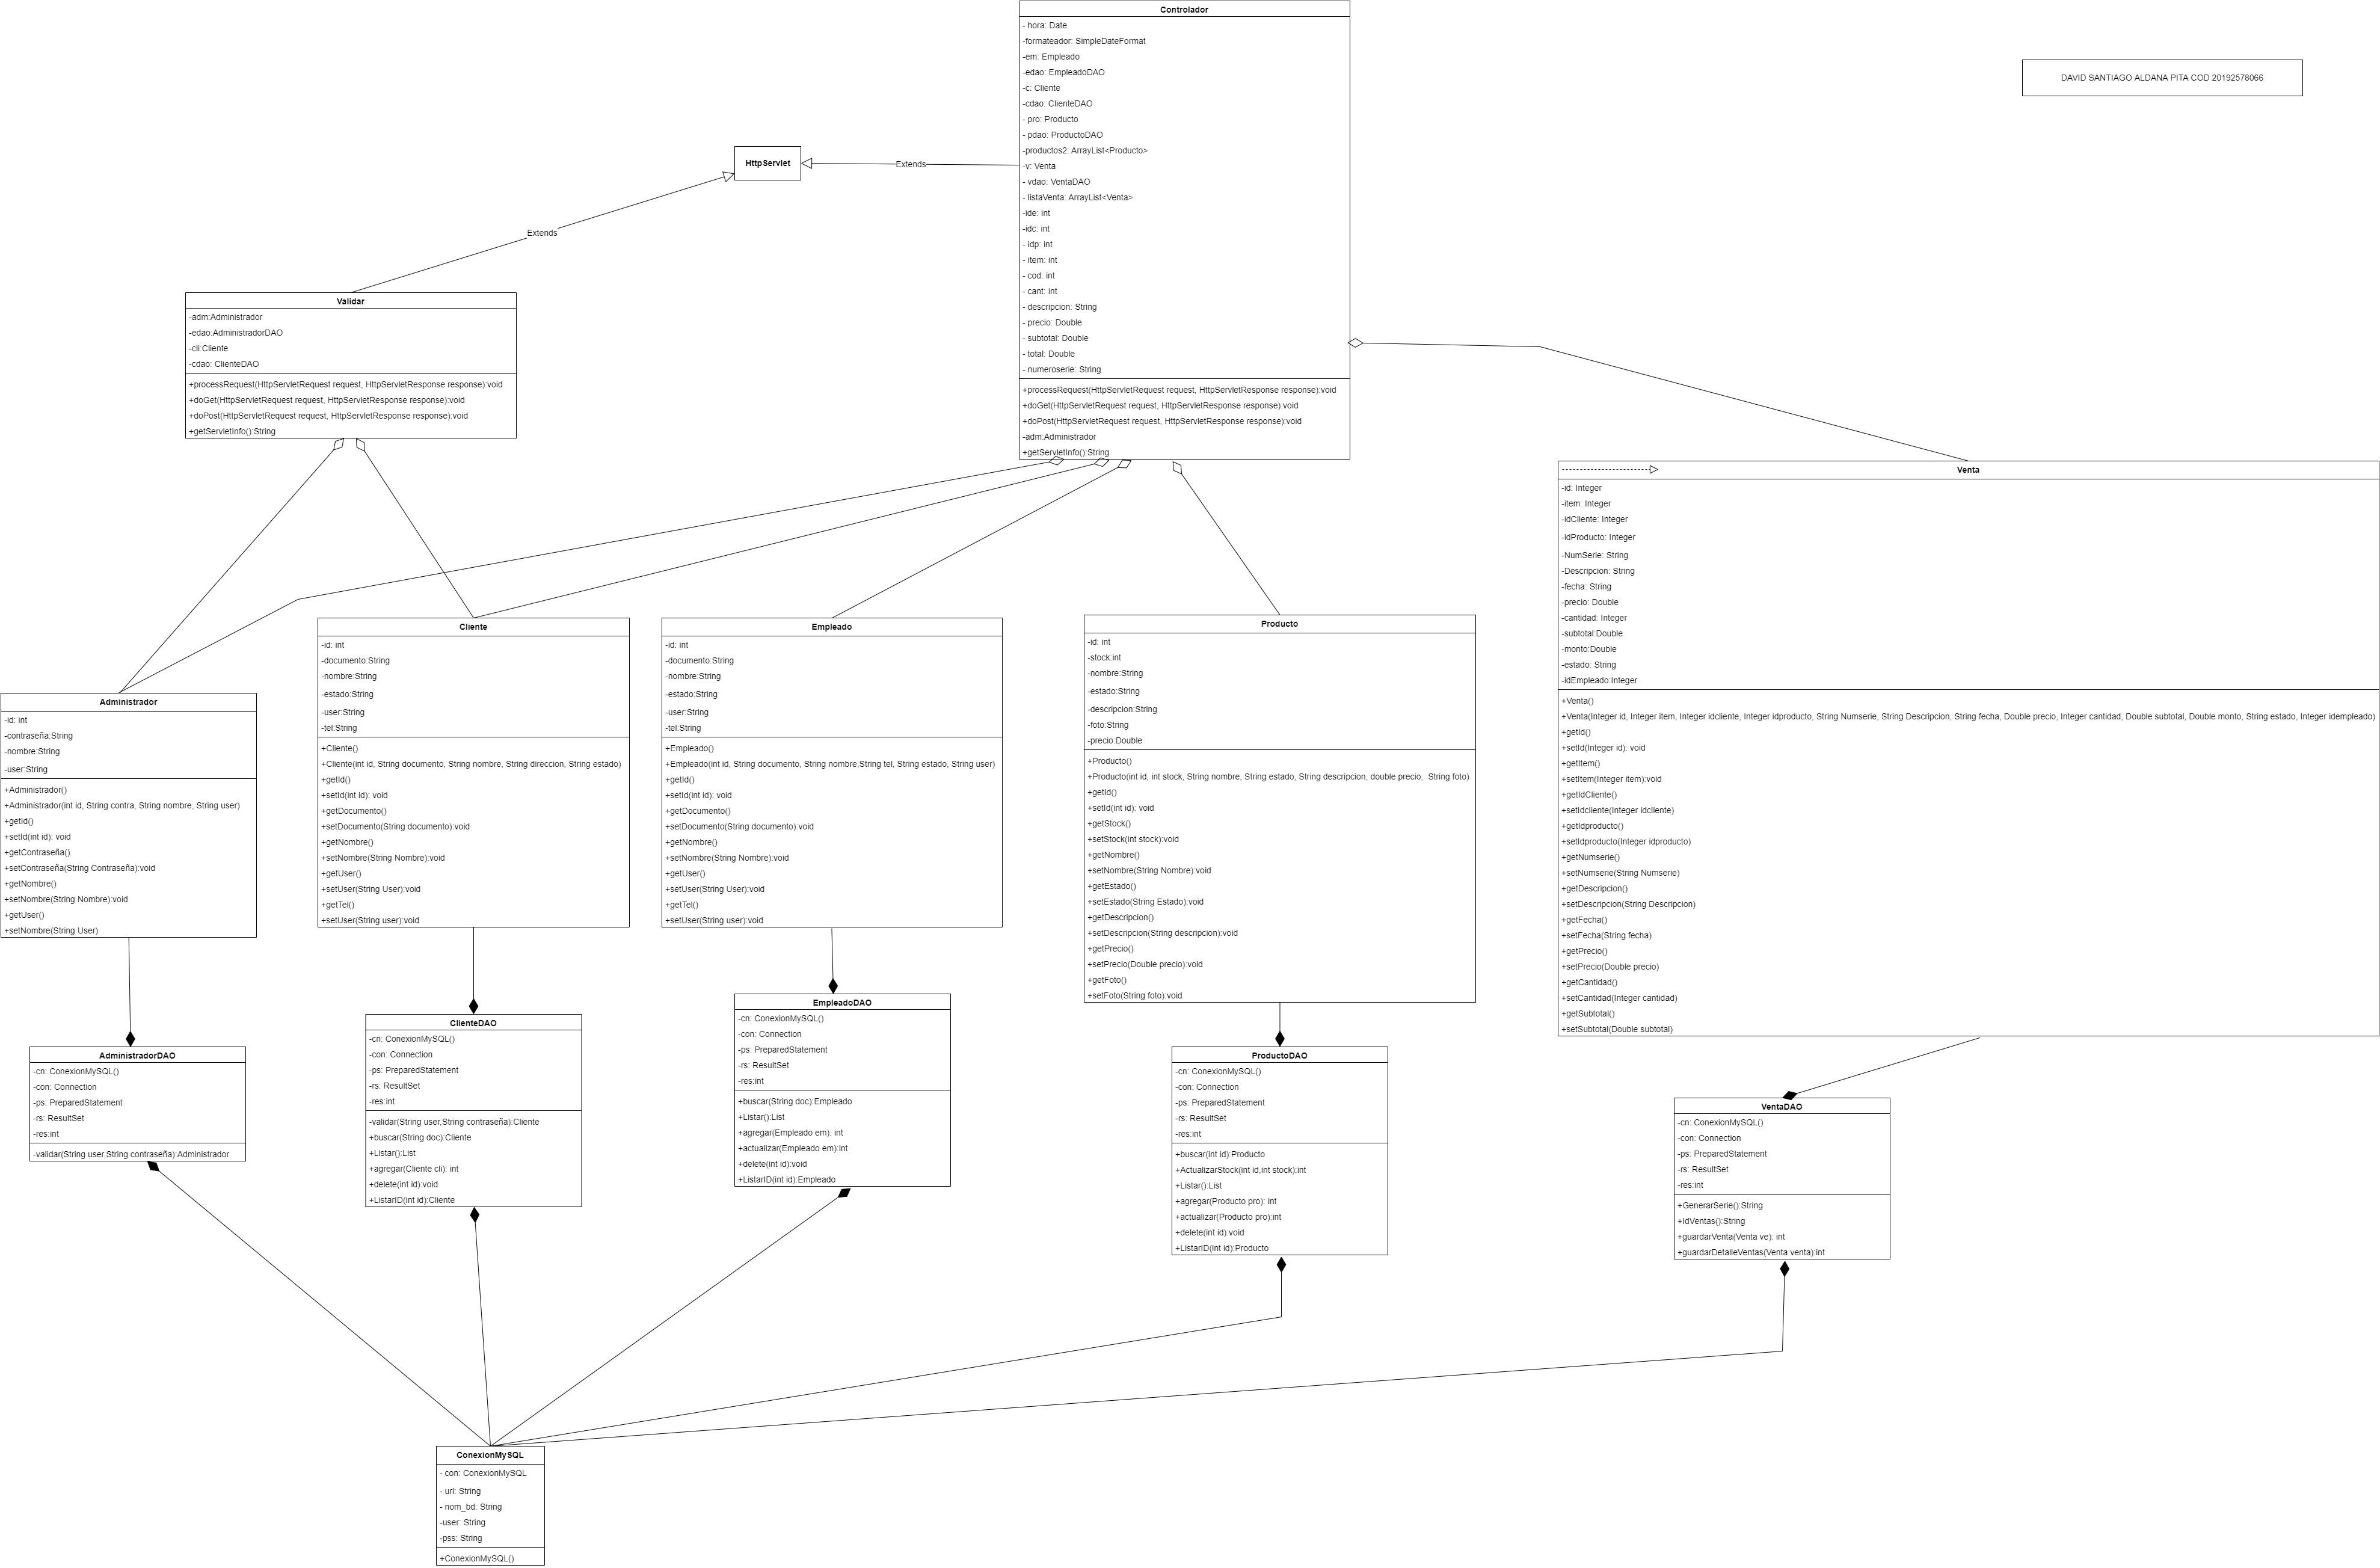 Controlador
- hora: Date
-formateador: SimpleDateFormat
-em: Empleado
-edao: EmpleadoDAO
-c: Cliente
-cdao: ClienteDAO
- pro: Producto
- pdao: ProductoDAO
-productos2: ArrayList<Producto>
-v: Venta
- vdao: VentaDAO
- listaVenta: ArrayList<Venta>
-ide: int
-idc: int
- idp: int
- item: int
- cod: int
- cant: int
- descripcion: String
- precio: Double
- subtotal: Double
- total: Double
- numeroserie: String
+processRequest(HttpServletRequest request, HttpServletResponse response):void
+doGet(HttpServletRequest request, HttpServletResponse response):void
+doPost(HttpServletRequest request, HttpServletResponse response):void
-adm:Administrador
+getServletInfo():String
DAVID SANTIAGO ALDANA PITA COD 20192578066
HttpServlet
Extends
Extends
Validar
-adm:Administrador
-edao:AdministradorDAO
-cli:Cliente
-cdao: ClienteDAO
+processRequest(HttpServletRequest request, HttpServletResponse response):void
+doGet(HttpServletRequest request, HttpServletResponse response):void
+doPost(HttpServletRequest request, HttpServletResponse response):void
+getServletInfo():String
Administrador
-id: int
-contraseña:String
-nombre:String
-user:String
+Administrador()
+Administrador(int id, String contra, String nombre, String user)
+getId()
+setId(int id): void
+getContraseña()
+setContraseña(String Contraseña):void
+getNombre()
+setNombre(String Nombre):void
+getUser()
+setNombre(String User)
Cliente
-id: int
-documento:String
-nombre:String
-estado:String
-user:String
-tel:String
+Cliente()
+Cliente(int id, String documento, String nombre, String direccion, String estado)
+getId()
+setId(int id): void
+getDocumento()
+setDocumento(String documento):void
+getNombre()
+setNombre(String Nombre):void
+getUser()
+setUser(String User):void
+getTel()
+setUser(String user):void
Empleado
-id: int
-documento:String
-nombre:String
-estado:String
-user:String
-tel:String
+Empleado()
+Empleado(int id, String documento, String nombre,String tel, String estado, String user)
+getId()
+setId(int id): void
+getDocumento()
+setDocumento(String documento):void
+getNombre()
+setNombre(String Nombre):void
+getUser()
+setUser(String User):void
+getTel()
+setUser(String user):void
Producto
-id: int
-stock:int
-nombre:String
-estado:String
-descripcion:String
-foto:String
-precio:Double
+Producto()
+Producto(int id, int stock, String nombre, String estado, String descripcion, double precio, String foto)
+getId()
+setId(int id): void
+getStock()
+setStock(int stock):void
+getNombre()
+setNombre(String Nombre):void
+getEstado()
+setEstado(String Estado):void
+getDescripcion()
+setDescripcion(String descripcion):void
+getPrecio()
+setPrecio(Double precio):void
+getFoto()
+setFoto(String foto):void
Venta
-id: Integer
-item: Integer
-idCliente: Integer
-idProducto: Integer
-NumSerie: String
-Descripcion: String
-fecha: String
-precio: Double
-cantidad: Integer
-subtotal:Double
-monto:Double
-estado: String
-idEmpleado:Integer
+Venta()
+Venta(Integer id, Integer item, Integer idcliente, Integer idproducto, String Numserie, String Descripcion, String fecha, Double precio, Integer cantidad, Double subtotal, Double monto, String estado, Integer idempleado)
+getId()
+setId(Integer id): void
+getItem()
+setItem(Integer item):void
+getIdCliente()
+setIdcliente(Integer idcliente)
+getIdproducto()
+setIdproducto(Integer idproducto)
+getNumserie()
+setNumserie(String Numserie)
+getDescripcion()
+setDescripcion(String Descripcion)
+getFecha()
+setFecha(String fecha)
+getPrecio()
+setPrecio(Double precio)
+getCantidad()
+setCantidad(Integer cantidad)
+getSubtotal()
+setSubtotal(Double subtotal)
AdministradorDAO
-cn: ConexionMySQL()
-con: Connection
-ps: PreparedStatement
-rs: ResultSet
-res:int
-validar(String user,String contraseña):Administrador
ClienteDAO
-cn: ConexionMySQL()
-con: Connection
-ps: PreparedStatement
-rs: ResultSet
-res:int
-validar(String user,String contraseña):Cliente
+buscar(String doc):Cliente
+Listar():List
+agregar(Cliente cli): int
+delete(int id):void
+ListarID(int id):Cliente
EmpleadoDAO
-cn: ConexionMySQL()
-con: Connection
-ps: PreparedStatement
-rs: ResultSet
-res:int
+buscar(String doc):Empleado
+Listar():List
+agregar(Empleado em): int
+actualizar(Empleado em):int
+delete(int id):void
+ListarID(int id):Empleado
ProductoDAO
-cn: ConexionMySQL()
-con: Connection
-ps: PreparedStatement
-rs: ResultSet
-res:int
+buscar(int id):Producto
+ActualizarStock(int id,int stock):int
+Listar():List
+agregar(Producto pro): int
+actualizar(Producto pro):int
+delete(int id):void
+ListarID(int id):Producto
VentaDAO
-cn: ConexionMySQL()
-con: Connection
-ps: PreparedStatement
-rs: ResultSet
-res:int
+GenerarSerie():String
+IdVentas():String
+guardarVenta(Venta ve): int
+guardarDetalleVentas(Venta venta):int
ConexionMySQL
- con: ConexionMySQL
- url: String
- nom_bd: String
-user: String
-pss: String
+ConexionMySQL()